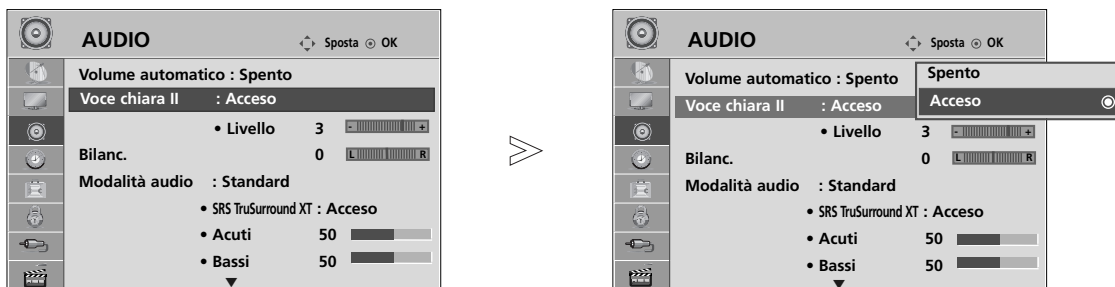 AUDIO Sposta OK
Volume automatico : Spento
Voce chiara II : Acceso
• Livello 3 - +
Bilanc. 0 L R
Modalità audio : Standard
• SRS TruSurround XT : Acceso
• Acuti 50
• Bassi 50
AUDIO Sposta OK
Volume automatico : Spento
Voce chiara II : Acceso
• Livello 3 - +
Bilanc. 0 L R
Modalità audio : Standard
• SRS TruSurround XT : Acceso
• Acuti 50
• Bassi 50
Spento
Acceso